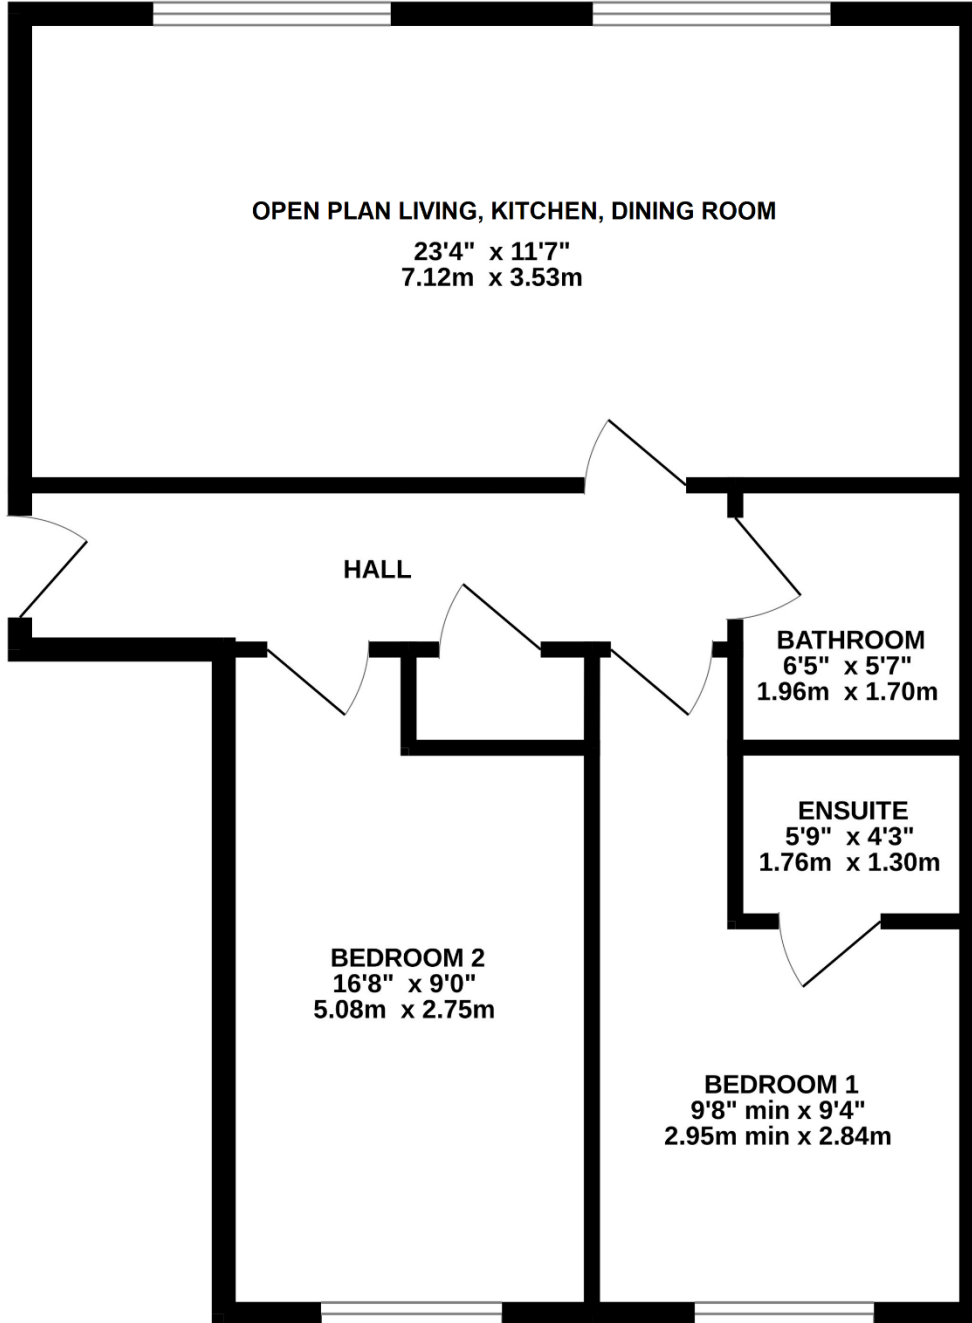 OPEN PLAN LIVING, KITCHEN, DINING ROOM
23'4" x 11'7"
7.12m x 3.53m
HALL
BATHROOM
6'5" x 5'7"
1.96m x 1.70m
ENSUITE
5'9" x 4'3"
1.76m x 1.30m
BEDROOM 2
16'8" x 9'0"
5.08m x 2.75m
BEDROOM 1
9'8" min x 9'4"
2.95m min x 2.84m